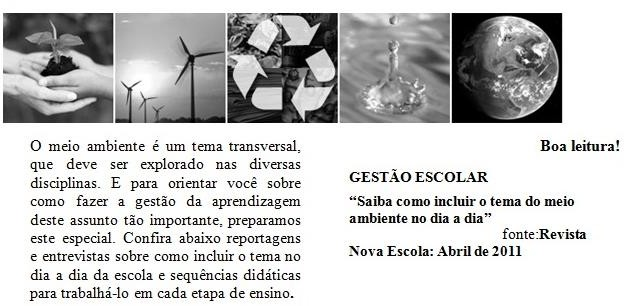 O meio ambiente é um tema transversal,
que deve ser explorado nas diversas
disciplinas. E para orientar você sobre
como fazer a gestão da aprendizagem
deste assunto tão importante, preparamos
este especial. Confira abaixo reportagens
e entrevistas sobre como incluir o tema no
dia a dia da escola e sequências didáticas
para trabalhá-lo em cada etapa de ensino.
Boa leitura!
GESTÃO ESCOLAR
“Saiba como incluir o tema do meio
ambiente no dia a dia”
fonte:Revista
Nova Escola: Abril de 2011